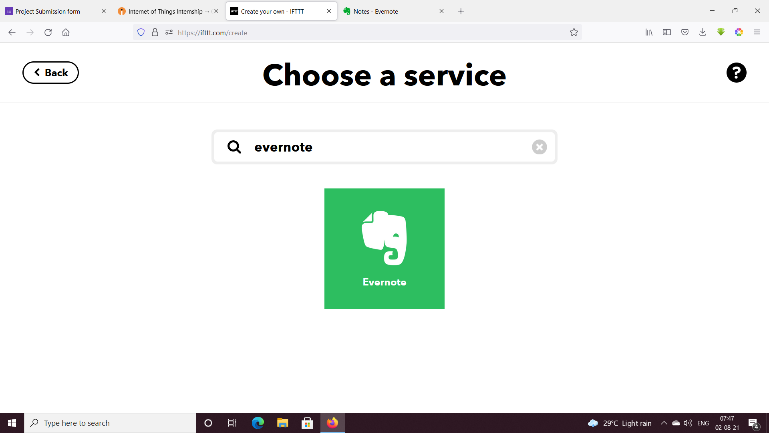 Project Submission form
Internet of Things Internship
Create your own - IFTTT
Notes - Evernote
https://ifttt.com/create
Back
Choose a service
?
evernote
Evernote
Type here to search
29°C Light rain
ENG
07:47
02-08-21